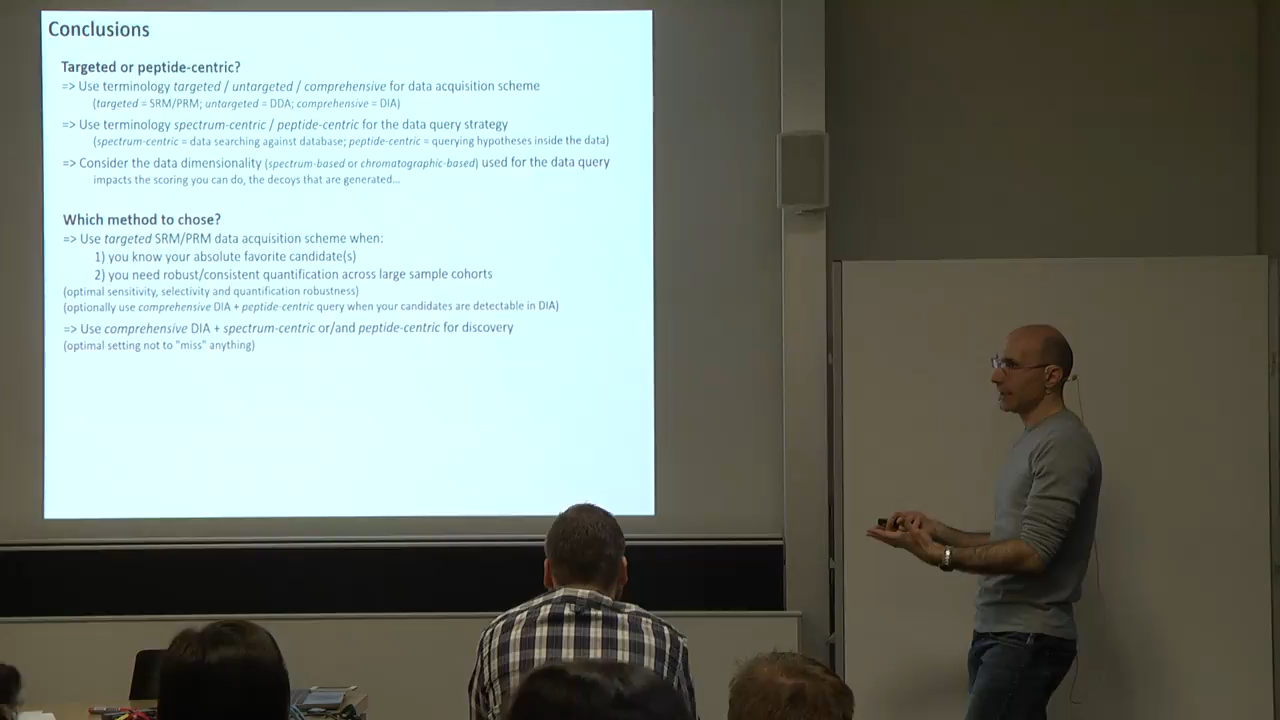 Conclusions
Targeted or peptide-centric?
=> Use terminology targeted / untargeted / comprehensive for data acquisition scheme
(targeted = SRM/PRM; untargeted = DDA; comprehensive = DIA)
=> Use terminology spectrum-centric / peptide-centric for the data query strategy
(spectrum-centric = data searching against database; peptide-centric = querying hypotheses inside the data)
=> Consider the data dimensionality (spectrum-based or chromatographic-based) used for the data query
impacts the scoring you can do, the decoys that are generated...
Which method to chose?
=> Use targeted SRM/PRM data acquisition scheme when:
1) you know your absolute favorite candidate(s)
2) you need robust/consistent quantification across large sample cohorts
(optimal sensitivity, selectivity and quantification robustness)
(optionally use comprehensive DIA + peptide-centric query when your candidates are detectable in DIA)
=> Use comprehensive DIA + spectrum-centric or/and peptide-centric for discovery
(optimal setting not to "miss" anything)